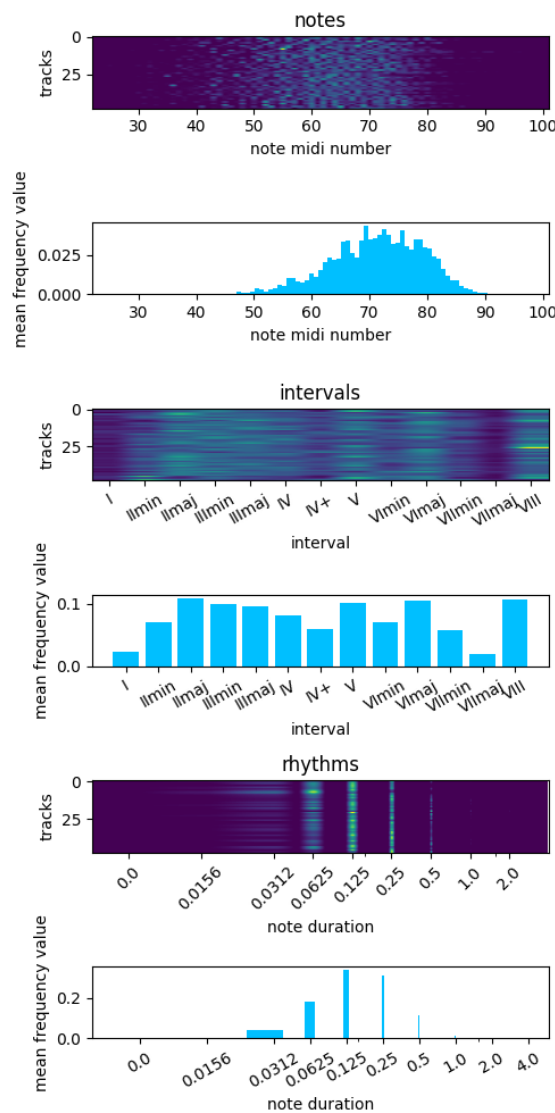 notes
0
25
tracks
30 40 50 60 70 80 90 100
note midi number
0.025
0.000
mean frequency value
30 40 50 60 70 80 90 100
note midi number
intervals
0
25
tracks
I IImin IImaj IIImin IIImaj IV IV+ V VImin VImaj VIImin VIImaj VIII
interval
0.1
0.0
mean frequency value
I IImin IImaj IIImin IIImaj IV IV+ V VImin VImaj VIImin VIImaj VIII
interval
rhythms
0
25
tracks
0.0 0.0156 0.0312 0.0625 0.125 0.25 0.5 1.0 2.0
note duration
0.2
0.0
mean frequency value
0.0 0.0156 0.0312 0.0625 0.125 0.25 0.5 1.0 2.0 4.0
note duration